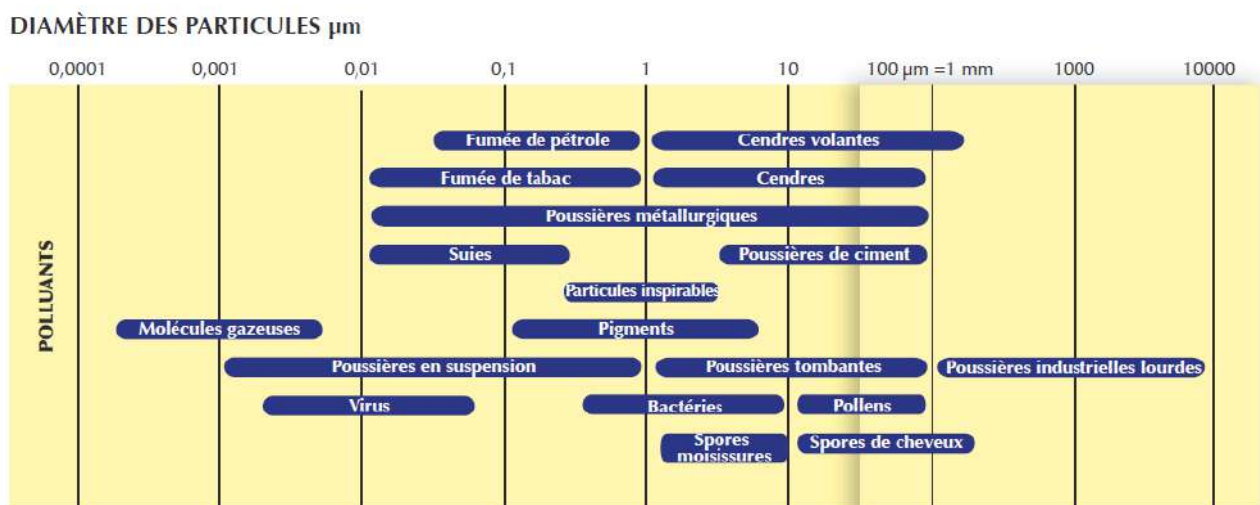 DIAMÈTRE DES PARTICULES µm
0,0001 0,001 0,01 0,1 1 10 100 µm =1 mm 1000 10000
POLLUANTS
Fumée de pétrole Cendres volantes
Fumée de tabac Cendres
Poussières métallurgiques
Suies Poussières de ciment
Particules inspirables
Molécules gazeuses Pigments
Poussières en suspension Poussières tombantes Poussières industrielles lourdes
Virus Bactéries Pollens
Spores moisissures Spores de cheveux